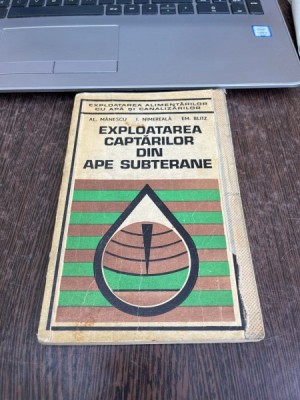 EXPLOATAREA ALIMENTĂRILOR
CU APĂ ȘI CANALIZĂRILOR
AL. MĂNESCU I. NIMEREALĂ EM. BLITZ
EXPLOATAREA
CAPTĂRILOR
DIN
APE SUBTERANE